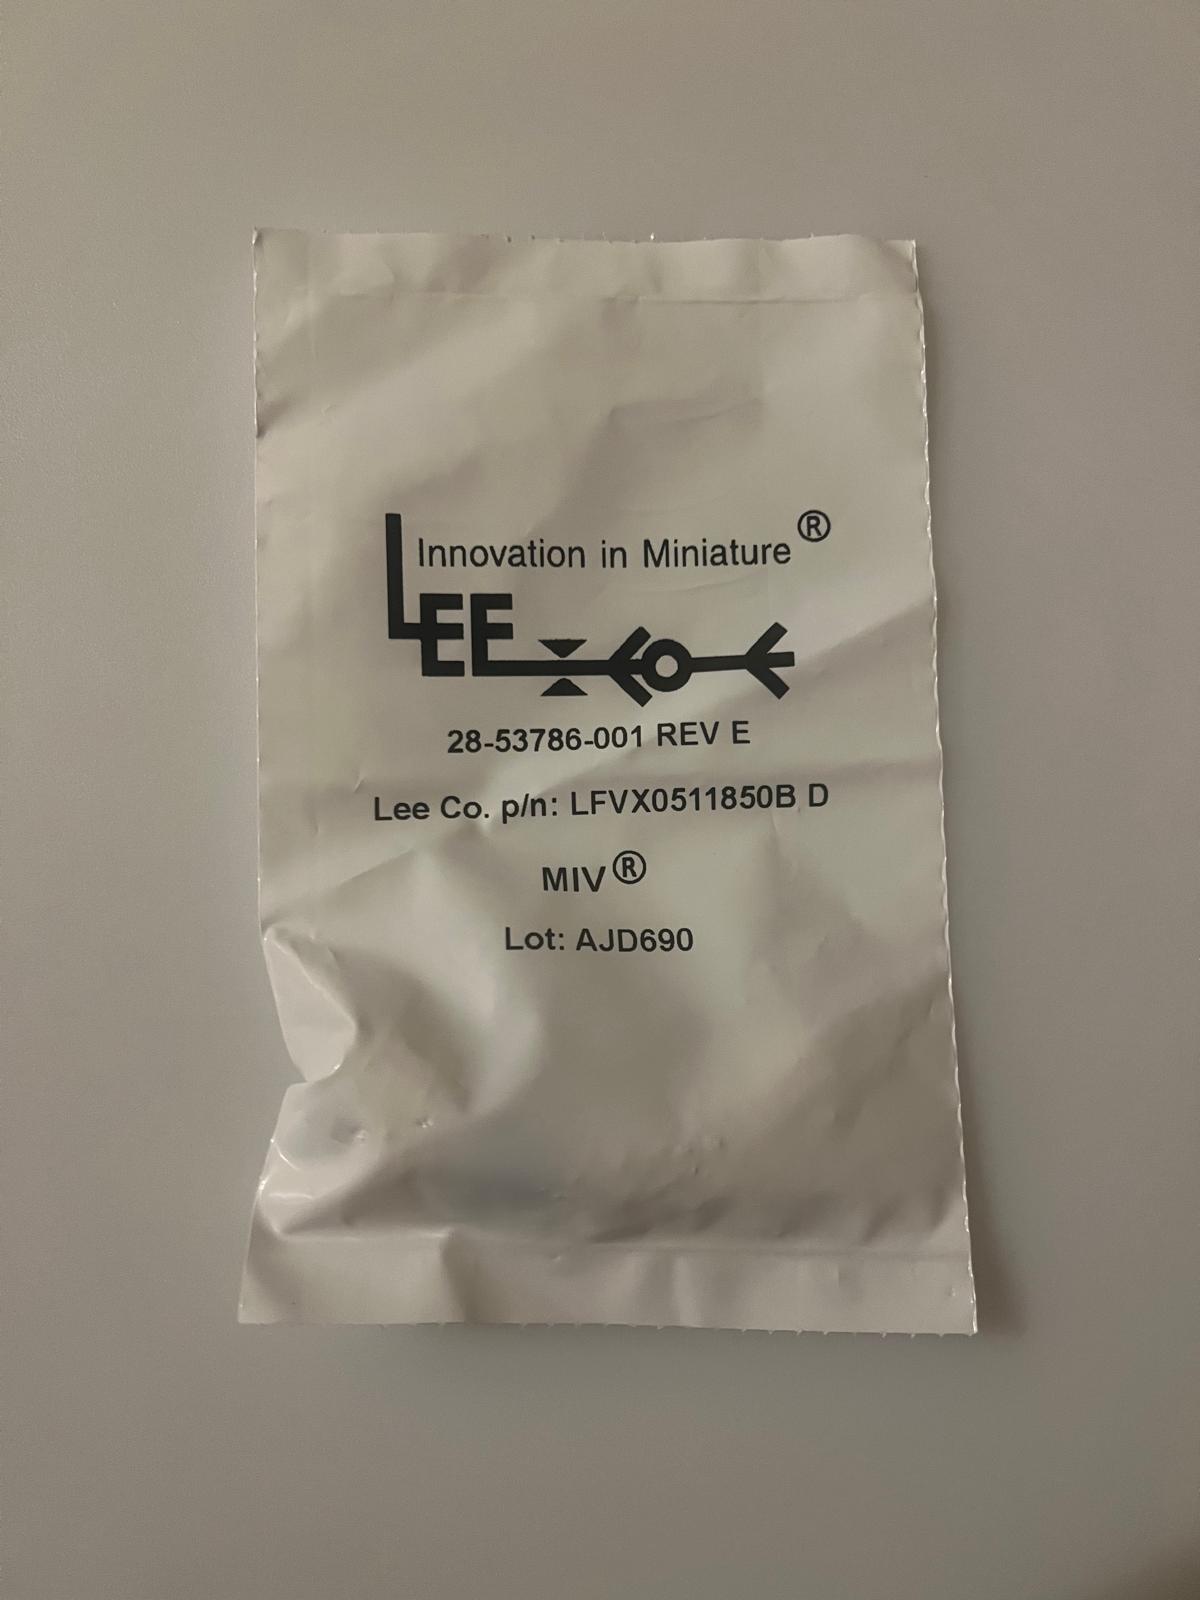 Innovation in Miniature®
LEE
28-53786-001 REV E
Lee Co. p/n: LFVX0511850B D
MIV®
Lot: AJD690